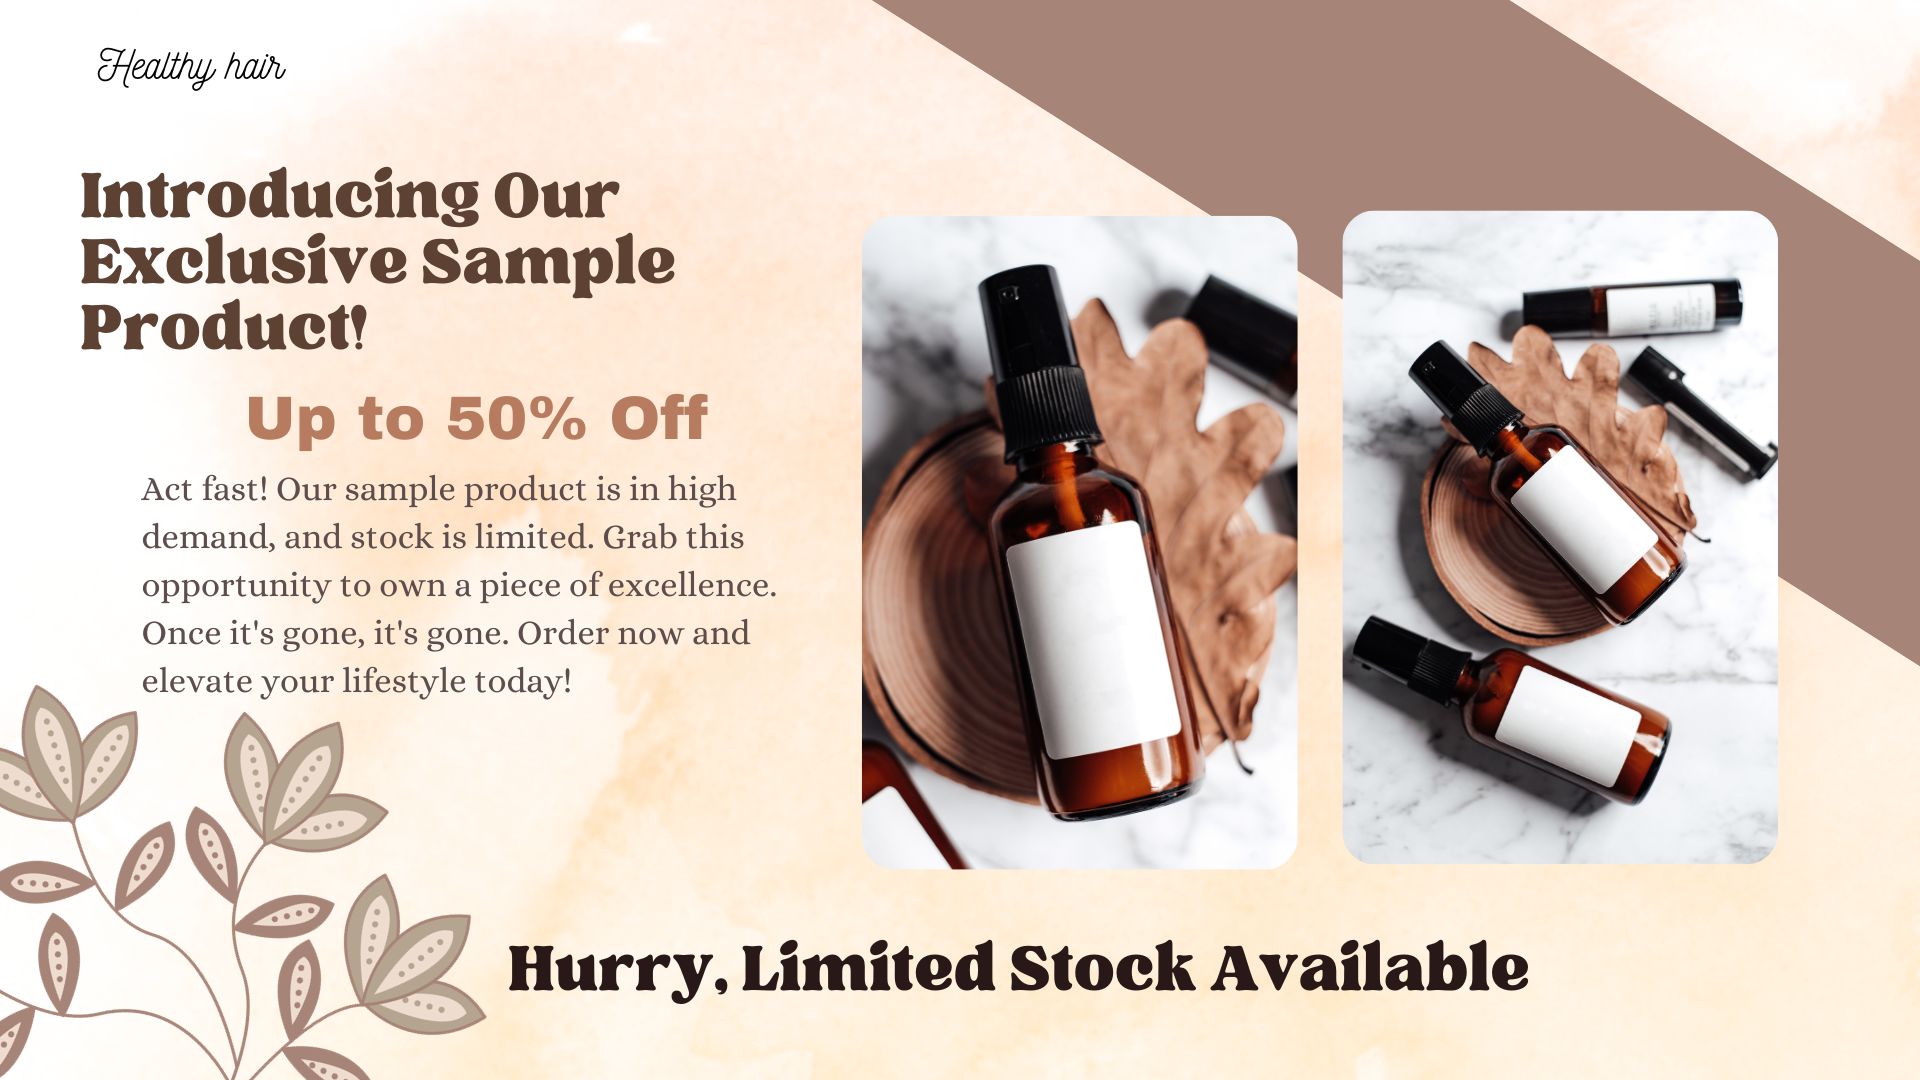 Healthy hair
Introducing Our
Exclusive Sample
Product!
Up to 50% Off
Act fast! Our sample product is in high
demand, and stock is limited. Grab this
opportunity to own a piece of excellence.
Once it's gone, it's gone. Order now and
elevate your lifestyle today!
Hurry, Limited Stock Available